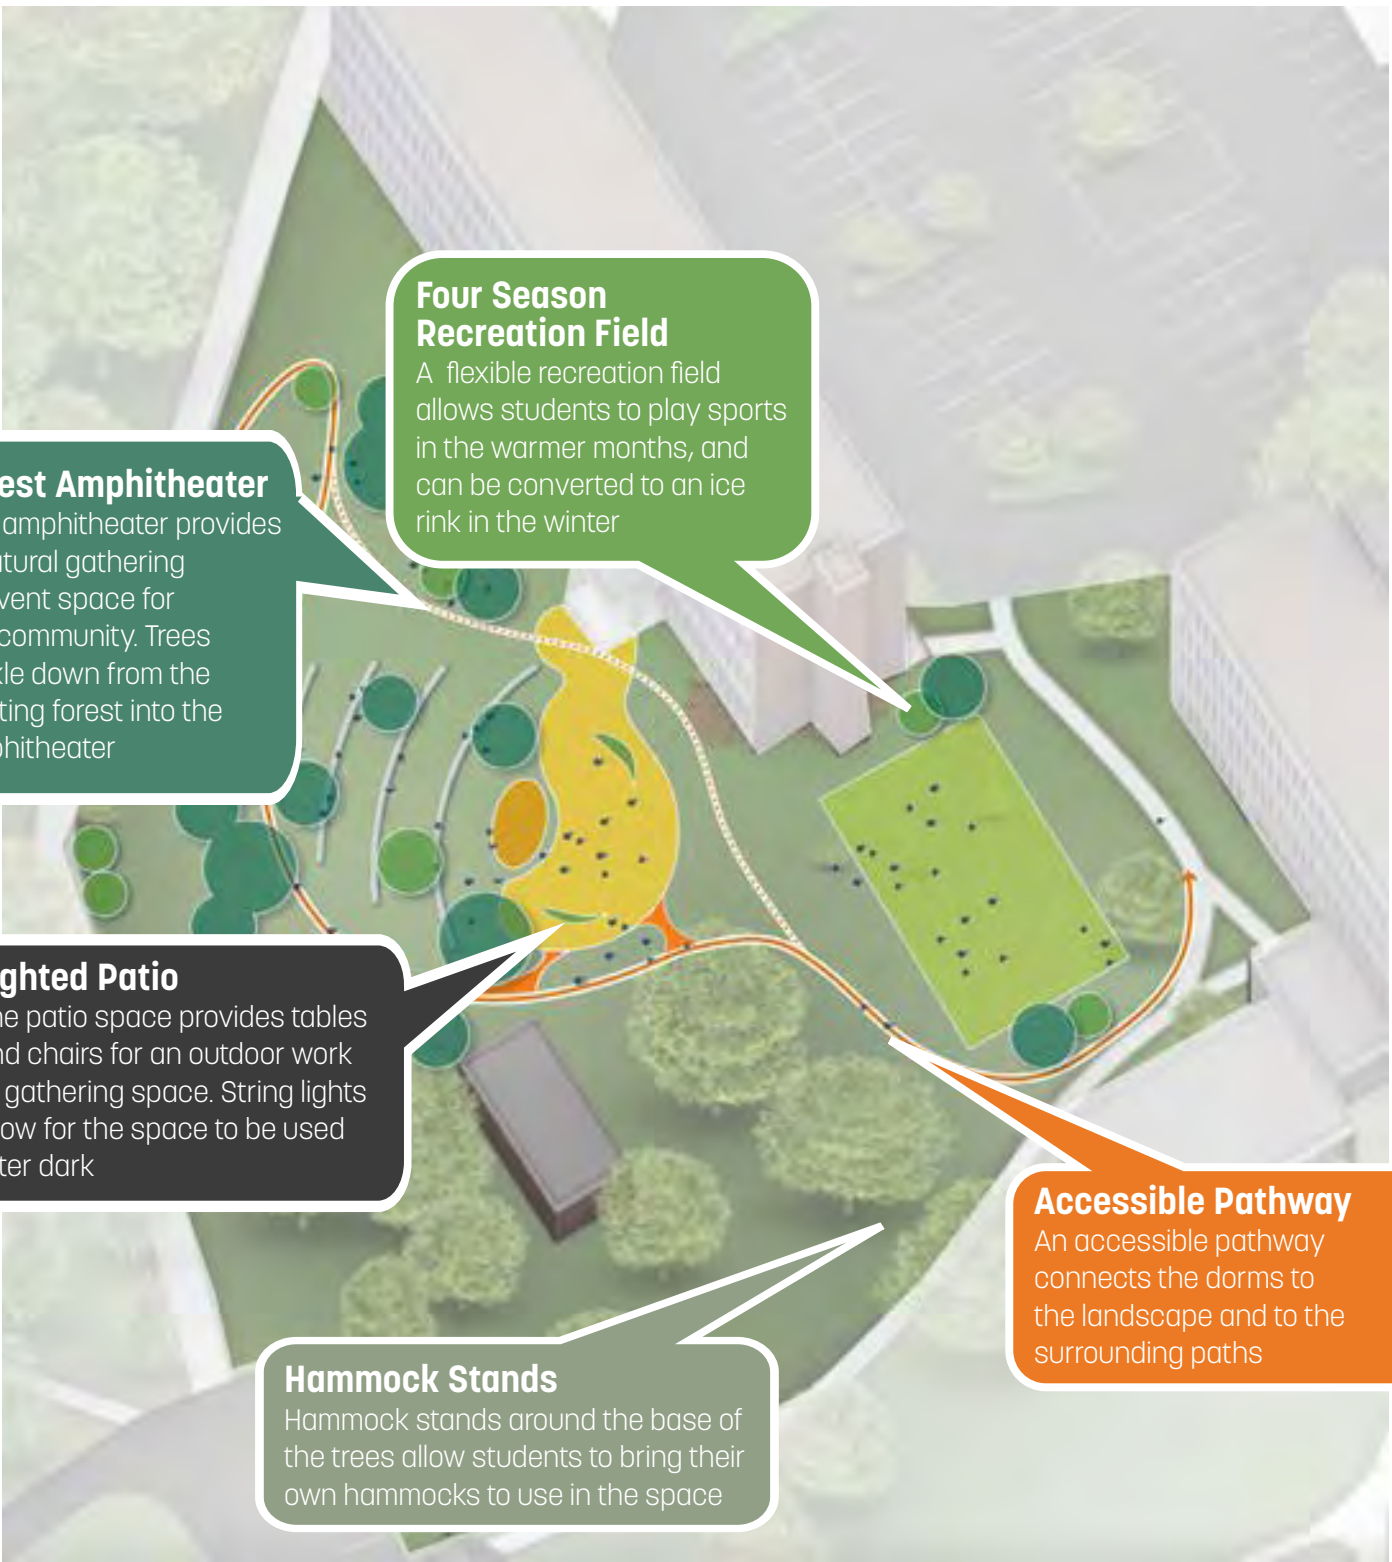 Four Season
Recreation Field
A flexible recreation field
allows students to play sports
in the warmer months, and
can be converted to an ice
rink in the winter
est Amphitheater
amphitheater provides
atural gathering
vent space for
community. Trees
kle down from the
ting forest into the
phitheater
ghted Patio
he patio space provides tables
nd chairs for an outdoor work
gathering space. String lights
ow for the space to be used
ter dark
Accessible Pathway
An accessible pathway
connects the dorms to
the landscape and to the
surrounding paths
Hammock Stands
Hammock stands around the base of
the trees allow students to bring their
own hammocks to use in the space